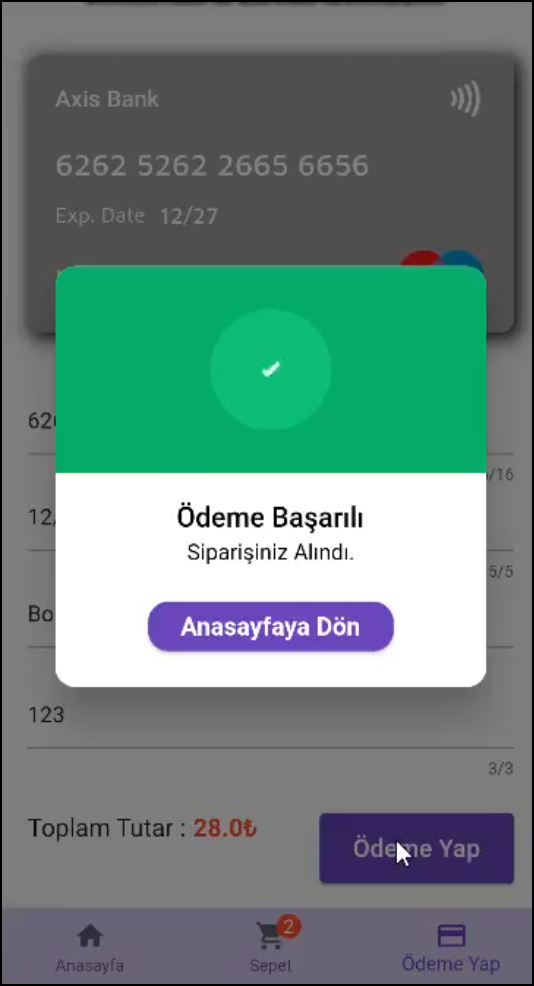 Axis Bank
6262 5262 2665 6656
Exp. Date 12/27
Ödeme Başarılı
Siparişiniz Alındı.
Anasayfaya Dön
/16
12/
5/5
Bo
123
3/3
Toplam Tutar : 28.0₺
Ödeme Yap
2
Anasayfa
Sepet
Ödeme Yap